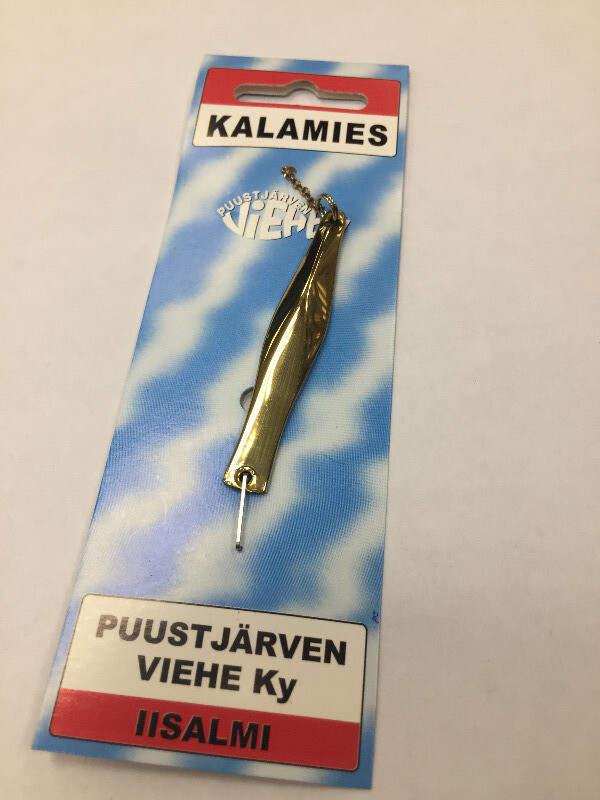 KALAMIES
PUUSTJÄRVEN
VIEHE
PUUSTJÄRVEN
VIEHE Ky
IISALMI